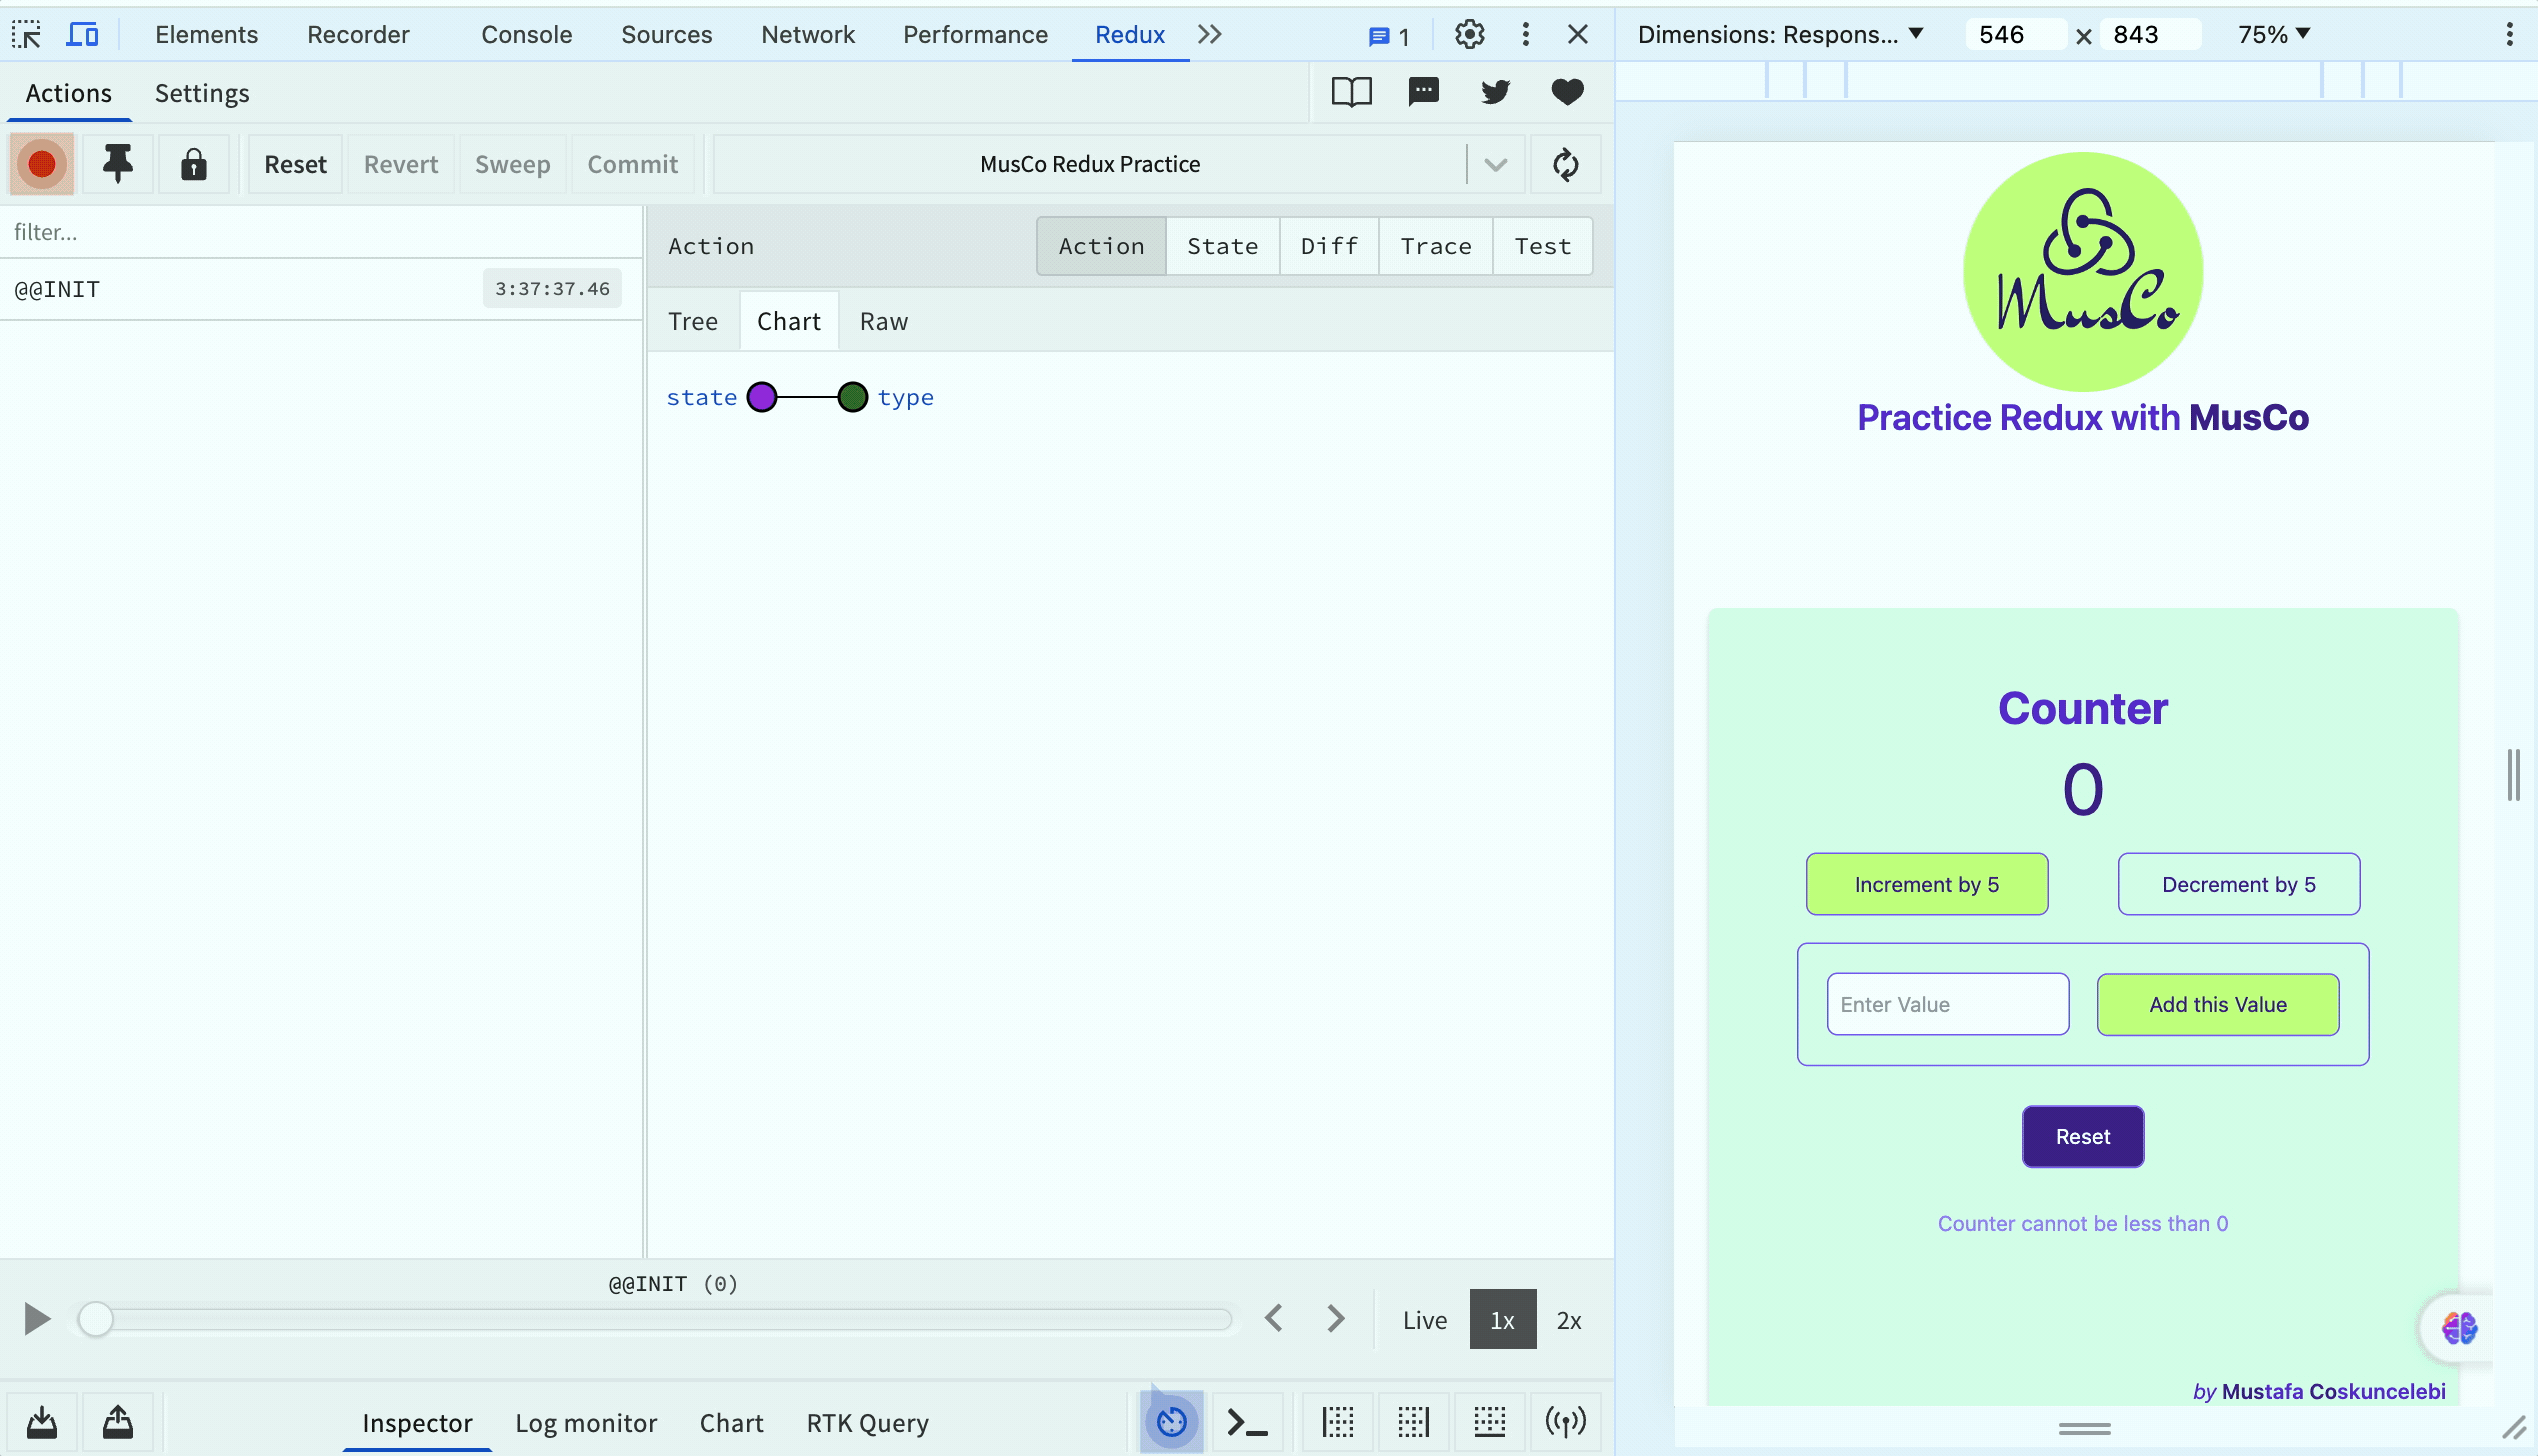 Elements Recorder Console Sources Network Performance Redux 1
Dimensions: Respons... 546 × 843 75%
Actions Settings
Reset Revert Sweep Commit MusCo Redux Practice
filter...
@@INIT 3:37:37.46
Action Action State Diff Trace Test
Tree Chart Raw
state type
@@INIT (0)
Live 1x 2x
Inspector Log monitor Chart RTK Query
MusCo
Practice Redux with MusCo
Counter
0
Increment by 5 Decrement by 5
Enter Value Add this Value
Reset
Counter cannot be less than 0
by Mustafa Coskuncelebi